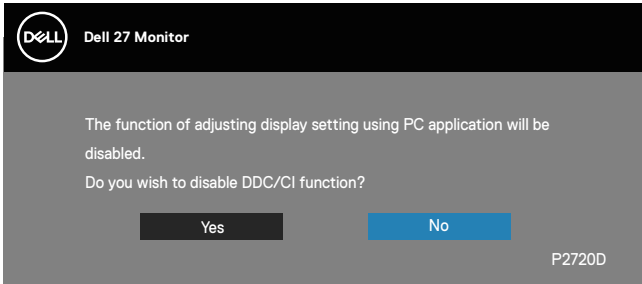 DELL
Dell 27 Monitor
The function of adjusting display setting using PC application will be
disabled.
Do you wish to disable DDC/CI function?
Yes
No
P2720D